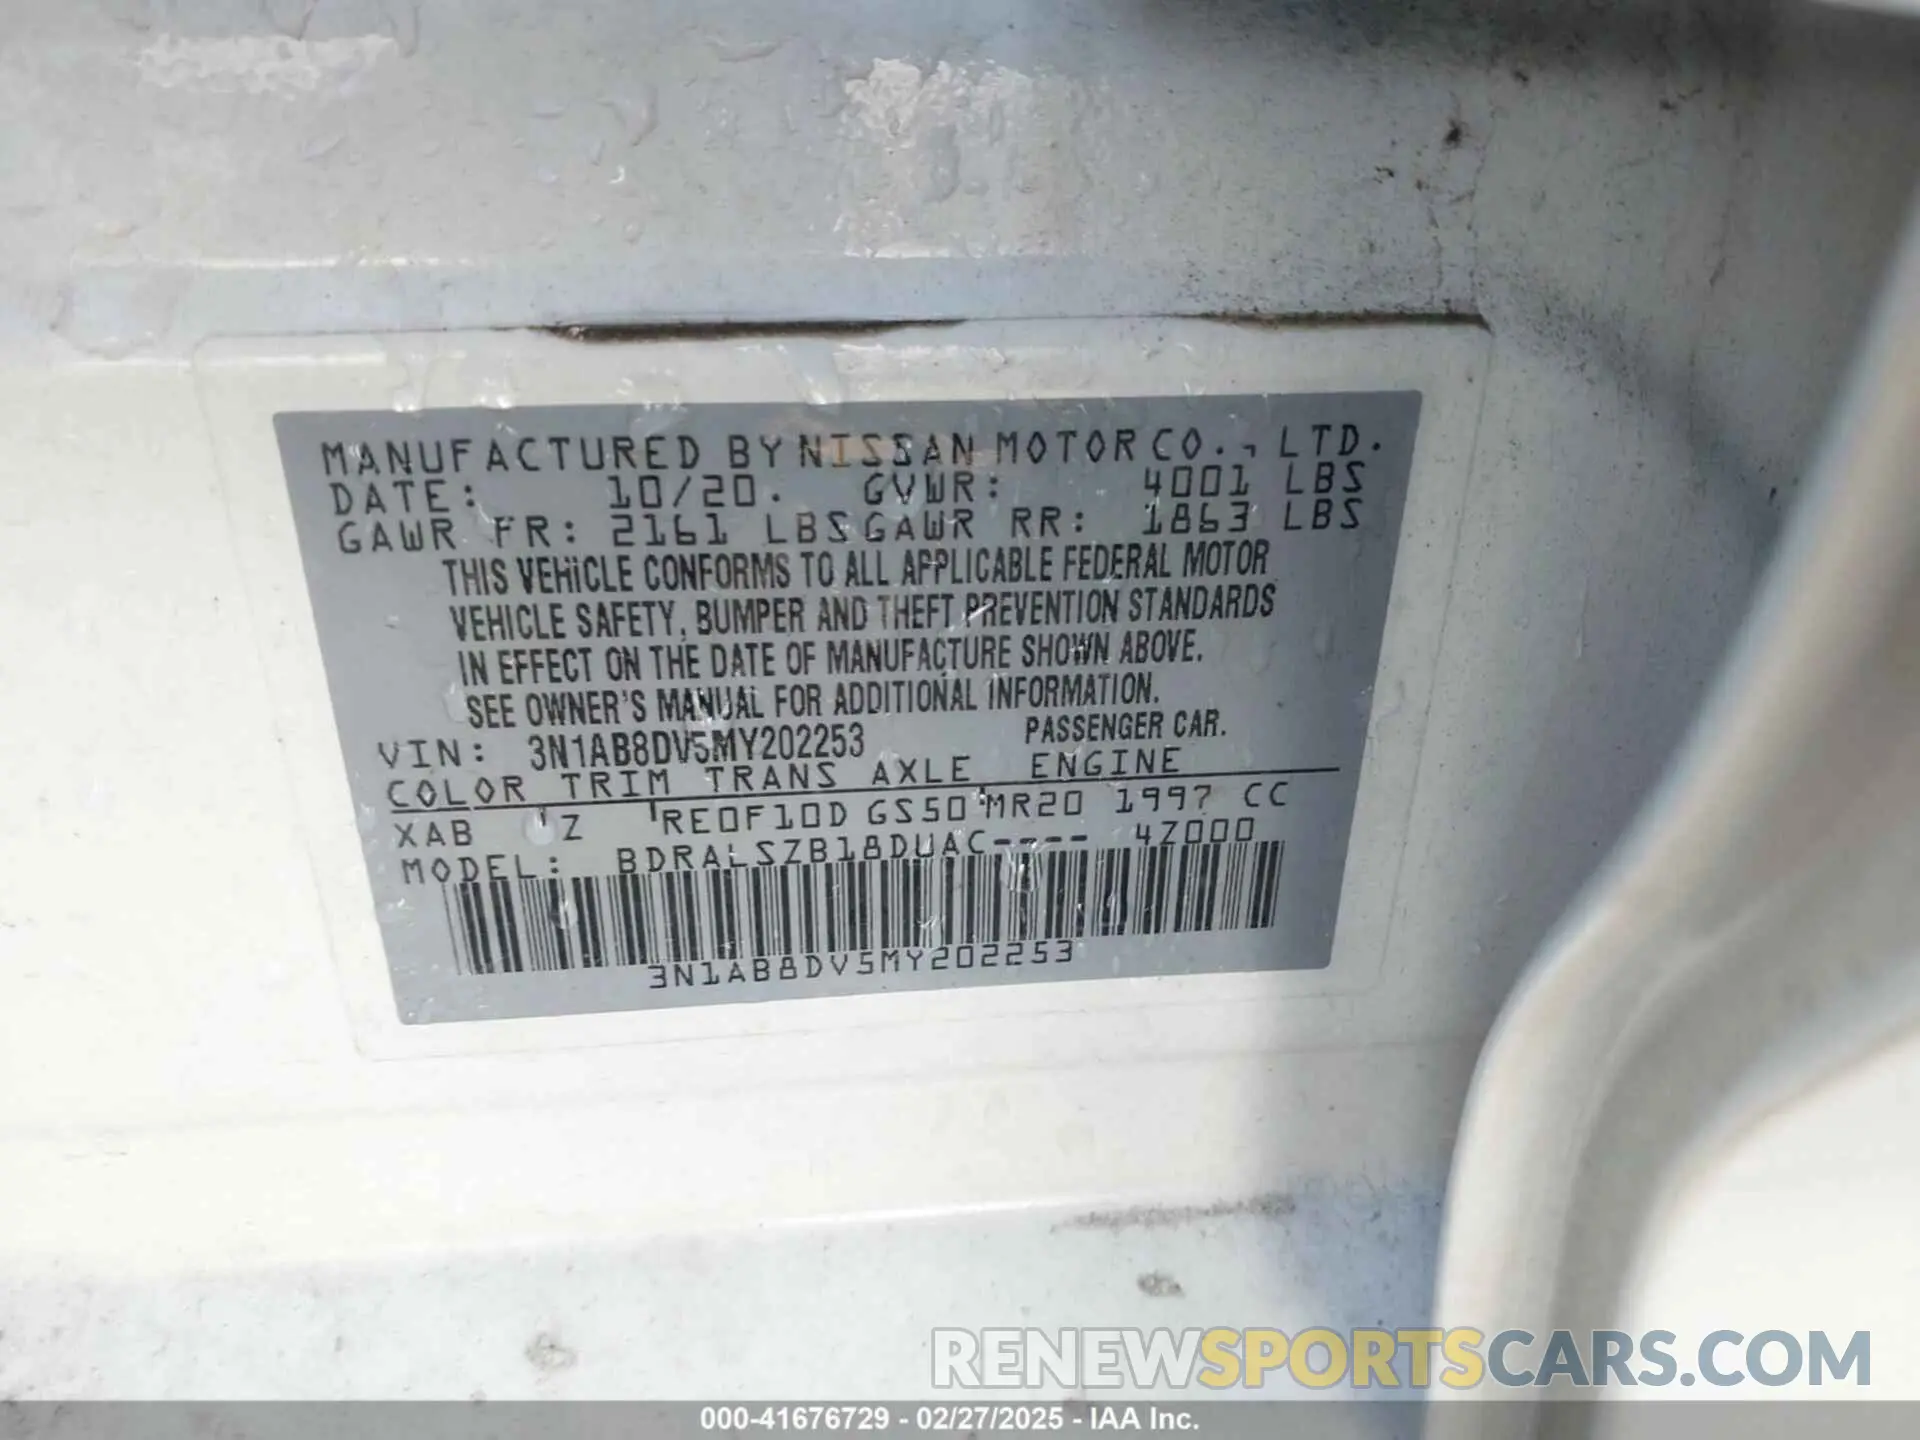 MANUFACTURED BY NISSAN MOTOR CO., LTD.
DATE: 10/20. GVWR: 4001 LBS
GAWR FR: 2161 LBS GAWR RR: 1863 LBS
THIS VEHICLE CONFORMS TO ALL APPLICABLE FEDERAL MOTOR
VEHICLE SAFETY, BUMPER AND THEFT PREVENTION STANDARDS
IN EFFECT ON THE DATE OF MANUFACTURE SHOWN ABOVE.
SEE OWNER'S MANUAL FOR ADDITIONAL INFORMATION.
VIN: 3N1AB8DV5MY202253 PASSENGER CAR.
COLOR TRIM TRANS AXLE ENGINE
XAB Z RE0F10D GS50 MR20 1997 CC
MODEL: BDRALSZB18DUAC---- 4Z000
3N1AB8DV5MY202253
RENEWSPORTSCARS.COM
000-41676729 - 02/27/2025 - IAA Inc.